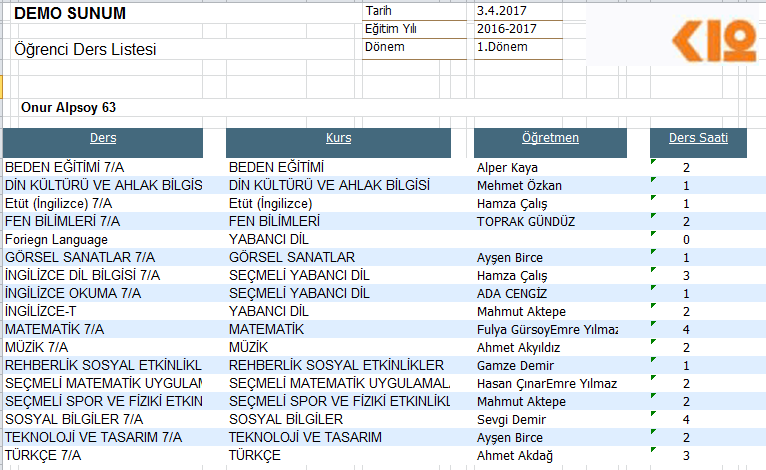 DEMO SUNUM Tarih 3.4.2017
Eğitim Yılı 2016-2017
Öğrenci Ders Listesi Dönem 1.Dönem
K12
Onur Alpsoy 63
Ders Kurs Öğretmen Ders Saati
BEDEN EĞİTİMİ 7/A BEDEN EĞİTİMİ Alper Kaya 2
DİN KÜLTÜRÜ VE AHLAK BİLGİS DİN KÜLTÜRÜ VE AHLAK BİLGİSİ Mehmet Özkan 1
Etüt (İngilizce) 7/A Etüt (İngilizce) Hamza Çalış 1
FEN BİLİMLERİ 7/A FEN BİLİMLERİ TOPRAK GÜNDÜZ 2
Foriegn Language YABANCI DİL 0
GÖRSEL SANATLAR 7/A GÖRSEL SANATLAR Ayşen Birce 1
İNGİLİZCE DİL BİLGİSİ 7/A SEÇMELİ YABANCI DİL Hamza Çalış 3
İNGİLİZCE OKUMA 7/A SEÇMELİ YABANCI DİL ADA CENGİZ 1
İNGİLİZCE-T YABANCI DİL Mahmut Aktepe 2
MATEMATİK 7/A MATEMATİK Fulya GürsoyEmre Yılmaz 4
MÜZİK 7/A MÜZİK Ahmet Akyıldız 2
REHBERLİK SOSYAL ETKİNLİKL REHBERLİK SOSYAL ETKİNLİKLER Gamze Demir 1
SEÇMELİ MATEMATİK UYGULAM SEÇMELİ MATEMATİK UYGULAMAL Hasan ÇınarEmre Yılmaz 2
SEÇMELİ SPOR VE FİZİKİ ETKİN SEÇMELİ SPOR VE FİZİKİ ETKİNLİKL Mahmut Aktepe 2
SOSYAL BİLGİLER 7/A SOSYAL BİLGİLER Sevgi Demir 4
TEKNOLOJİ VE TASARIM 7/A TEKNOLOJİ VE TASARIM Ayşen Birce 2
TÜRKÇE 7/A TÜRKÇE Ahmet Akdağ 3